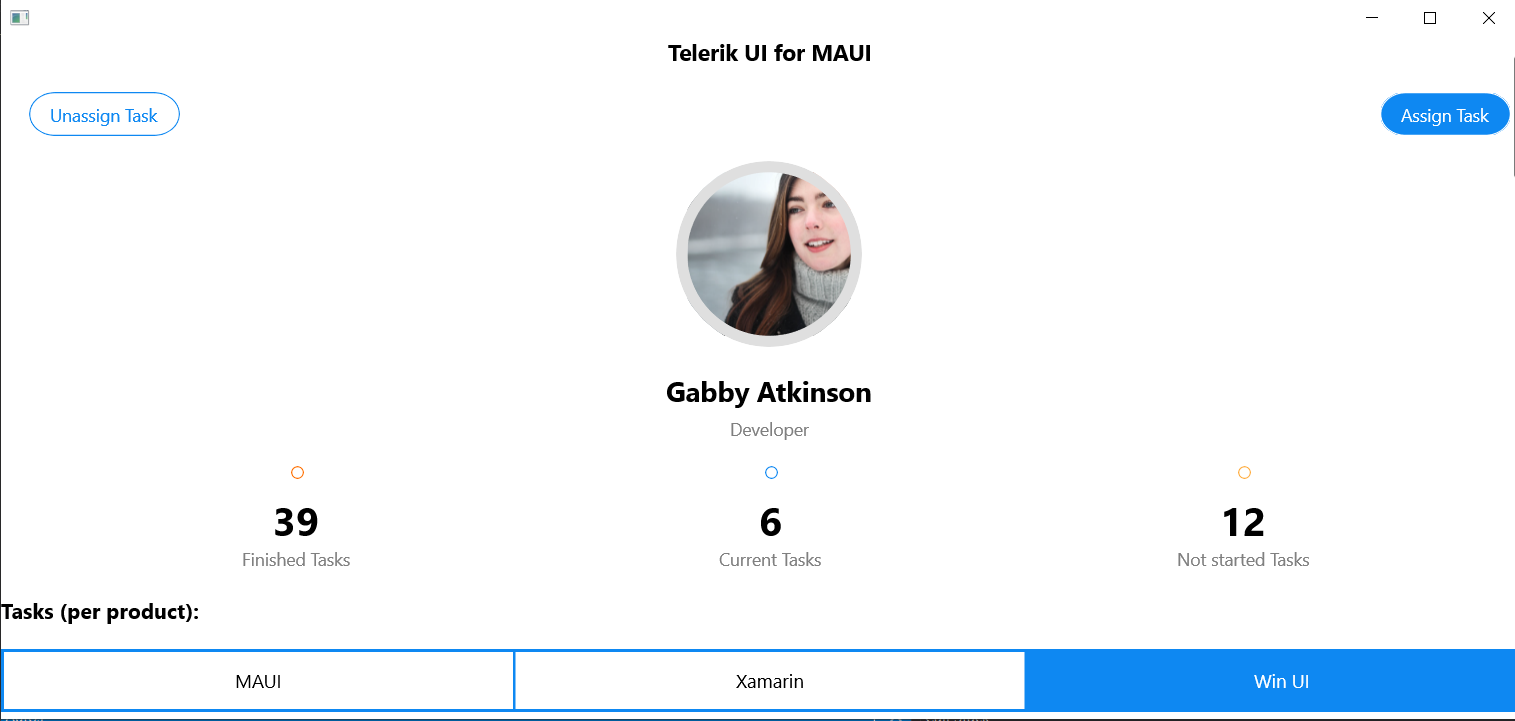 Telerik UI for MAUI
Unassign Task
Assign Task
Gabby Atkinson
Developer
39
6
12
Finished Tasks
Current Tasks
Not started Tasks
Tasks (per product):
MAUI
Xamarin
Win UI